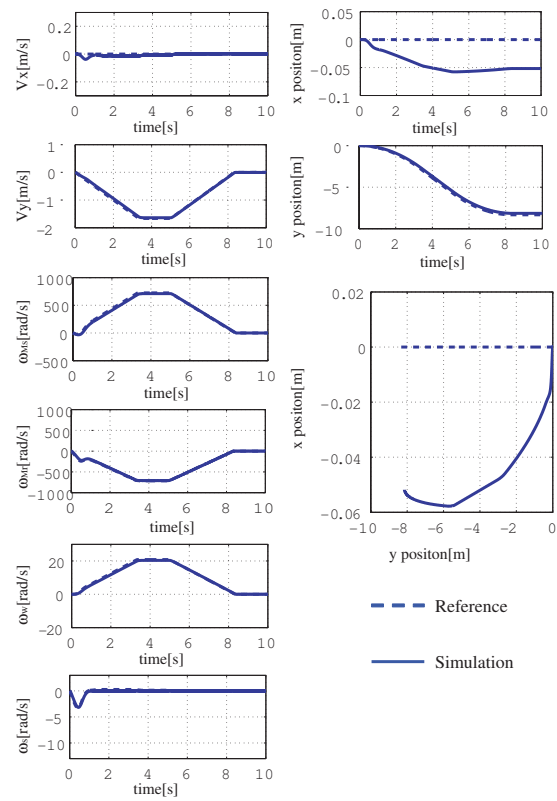 0.2
0
-0.2
Vx[m/s]
0 2 4 6 8 10
time[s]
0.05
0
-0.05
-0.1
x positon[m]
0 2 4 6 8 10
time[s]
1
0
-1
-2
Vy[m/s]
0 2 4 6 8 10
time[s]
0
-5
-10
y positon[m]
0 2 4 6 8 10
time[s]
1000
500
0
-500
ωMS[rad/s]
0 2 4 6 8 10
time[s]
1000
500
0
-500
-1000
[rad/s]
0 2 4 6 8 10
time[s]
0.02
0
-0.02
-0.04
-0.06
x positon[m]
-10 -8 -6 -4 -2 0
y positon[m]
20
0
-20
ωW[rad/s]
0 2 4 6 8 10
time[s]
0
-5
-10
ωS[rad/s]
0 2 4 6 8 10
time[s]
Reference
Simulation